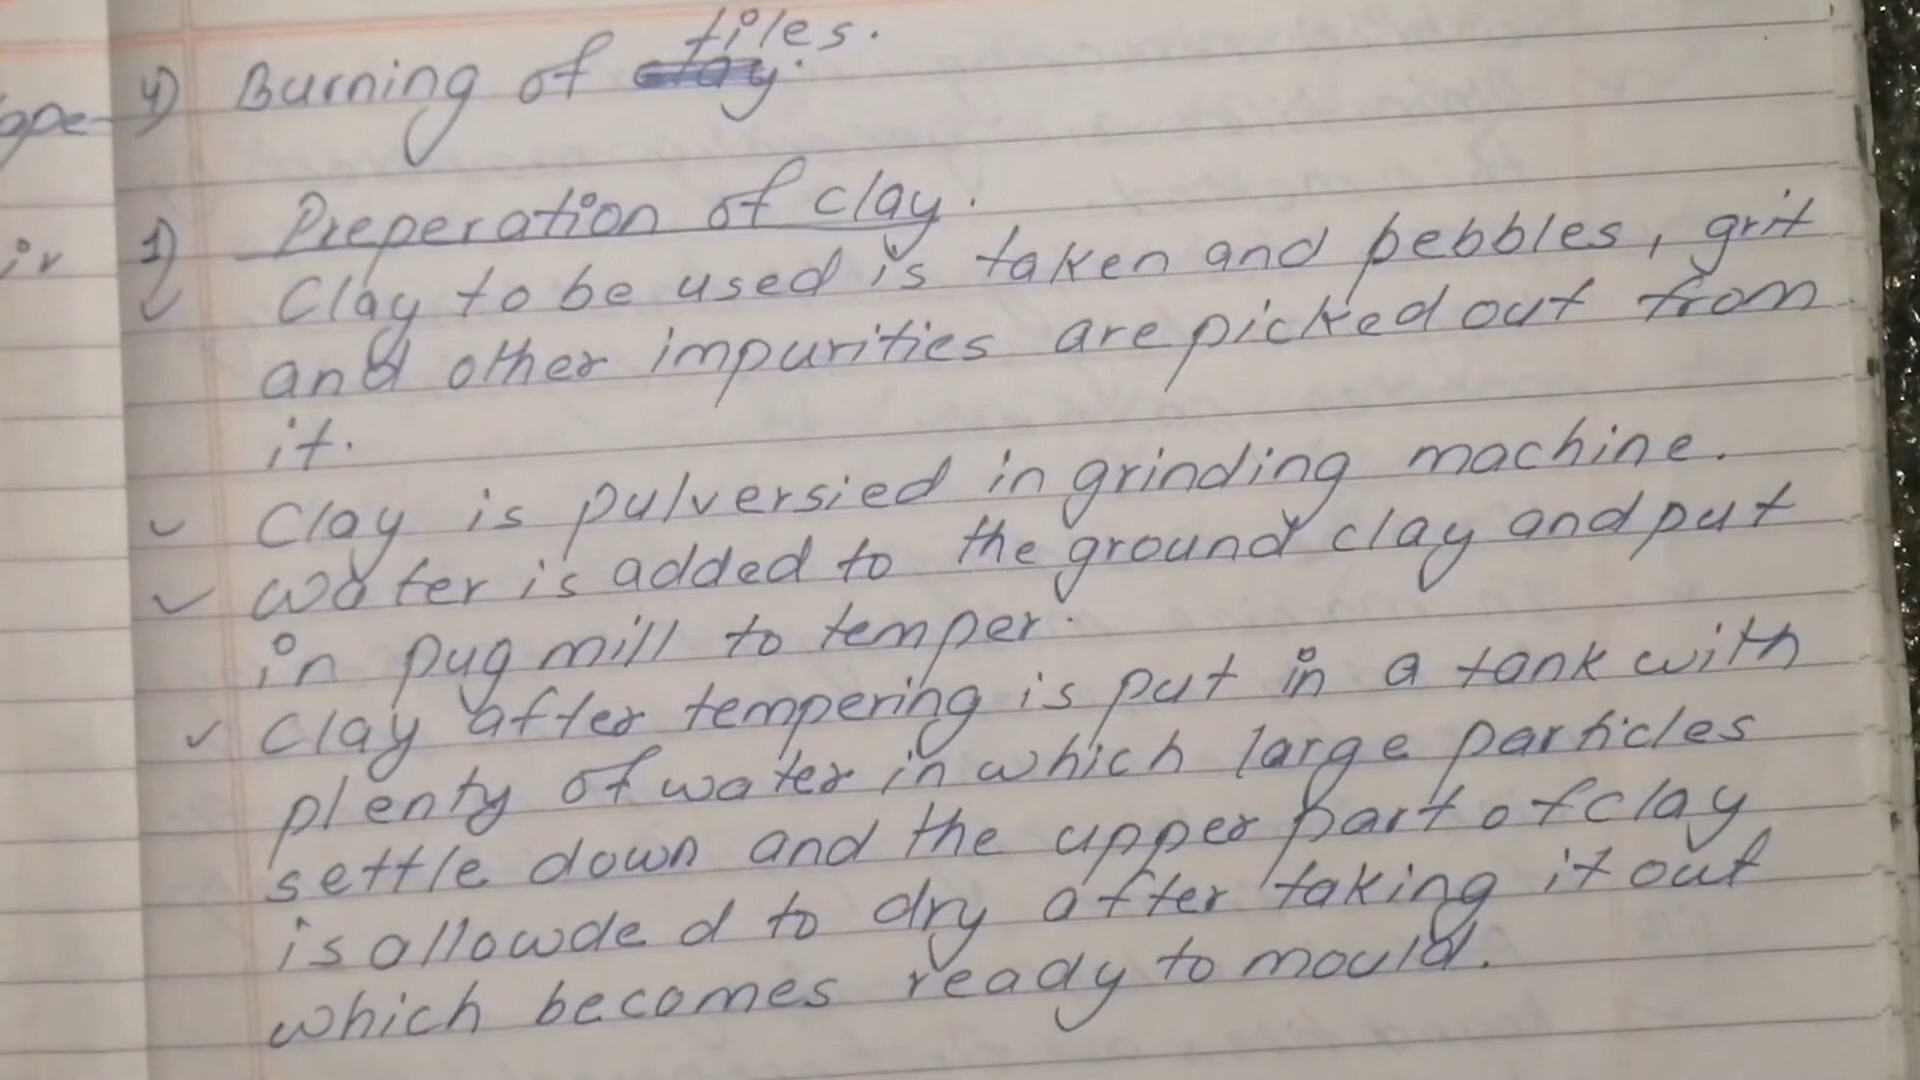 4) Burning of tiles.
1) Preperation of clay.
Clay to be used is taken and pebbles, grit
and other impurities are picked out from
it.
Clay is pulversied in grinding machine.
water is added to the ground clay and put
in pug mill to temper.
Clay after tempering is put in a tank with
plenty of water in which large particles
settle down and the upper part of clay
is allowde d to dry after taking it out
which becomes ready to mould.